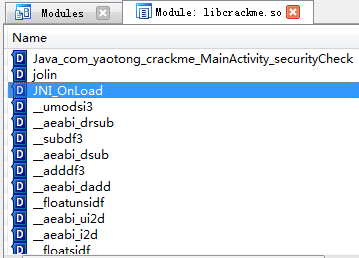 Modules
Module: libcrackme.so
Name
Java_com_yaotong_crackme_MainActivity_securityCheck
jolin
JNI_OnLoad
__umodsi3
__aeabi_drsub
__subdf3
__aeabi_dsub
__adddf3
__aeabi_dadd
__floatunsidf
__aeabi_ui2d
__aeabi_i2d
__floatsidf